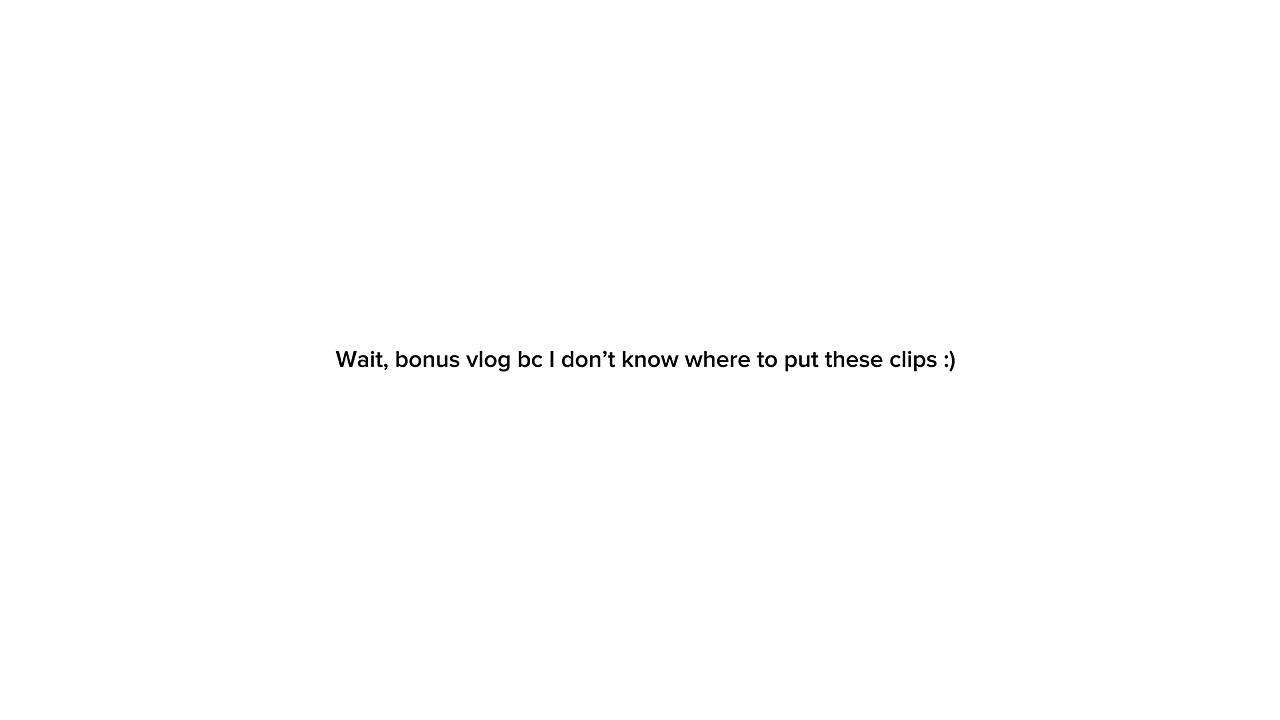 Wait, bonus vlog bc I don’t know where to put these clips :)